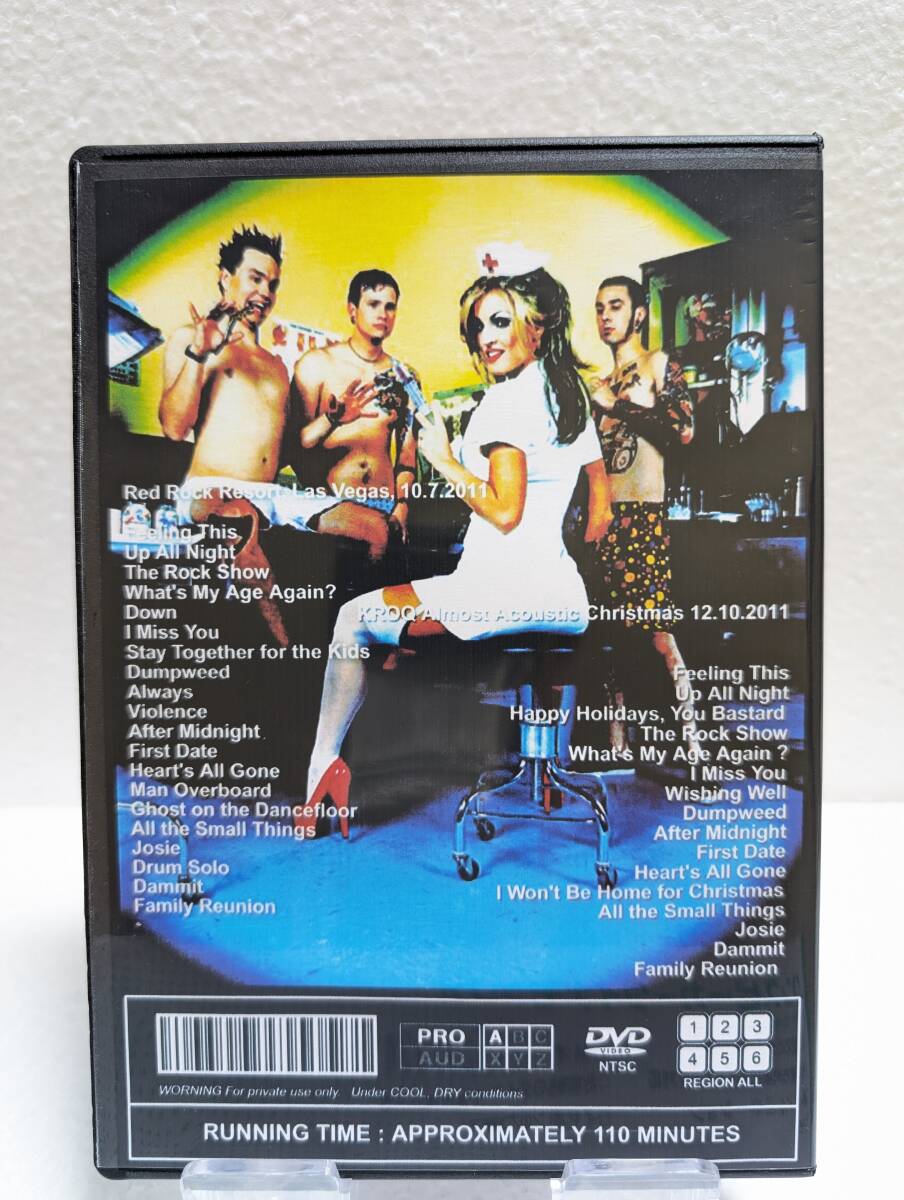 Red Rock Resort, Las Vegas, 10.7.2011
Feeling This
Up All Night
The Rock Show
What's My Age Again?
Down
I Miss You
Stay Together for the Kids
Dumpweed
Always
Violence
After Midnight
First Date
Heart's All Gone
Man Overboard
Ghost on the Dancefloor
All the Small Things
Josie
Drum Solo
Dammit
Family Reunion
KROQ Almost Acoustic Christmas 12.10.2011
Feeling This
Up All Night
Happy Holidays, You Bastard
The Rock Show
What's My Age Again ?
I Miss You
Wishing Well
Dumpweed
After Midnight
First Date
Heart's All Gone
I Won't Be Home for Christmas
All the Small Things
Josie
Dammit
Family Reunion
PRO A B C
AUD X Y Z
DVD
VIDEO
NTSC
1 2 3
4 5 6
REGION ALL
WORNING For private use only. Under COOL, DRY conditions
RUNNING TIME : APPROXIMATELY 110 MINUTES